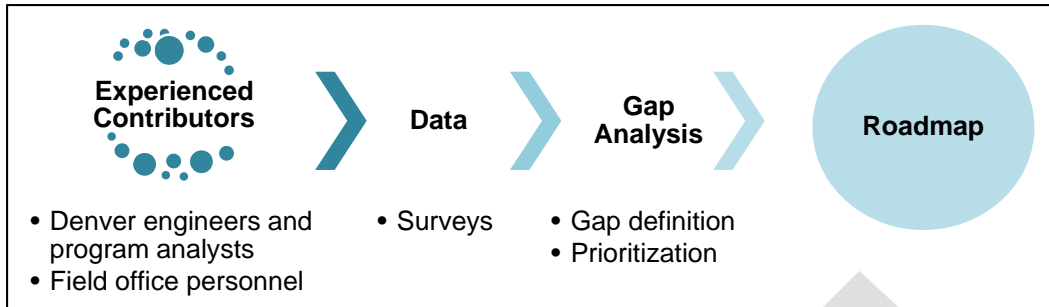 Experienced
Contributors
Data
Gap
Analysis
Roadmap
• Denver engineers and
program analysts
• Field office personnel
• Surveys
• Gap definition
• Prioritization